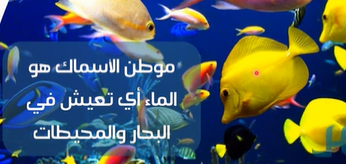 موطن الاسماك هو
الماء أي تعيش في
البحار والمحيطات